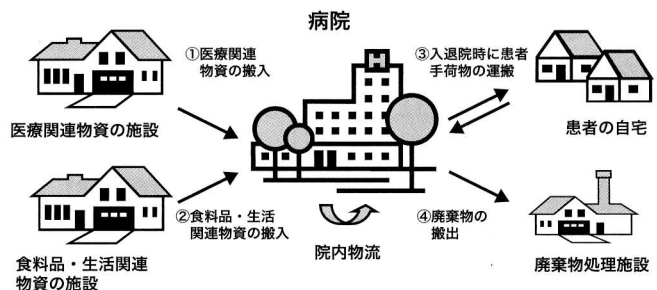 病院
①医療関連
物資の搬入
医療関連物資の施設
②食料品・生活
関連物資の搬入
食料品・生活関連
物資の施設
H
院内物流
③入退院時に患者
手荷物の運搬
患者の自宅
④廃棄物の
搬出
廃棄物処理施設